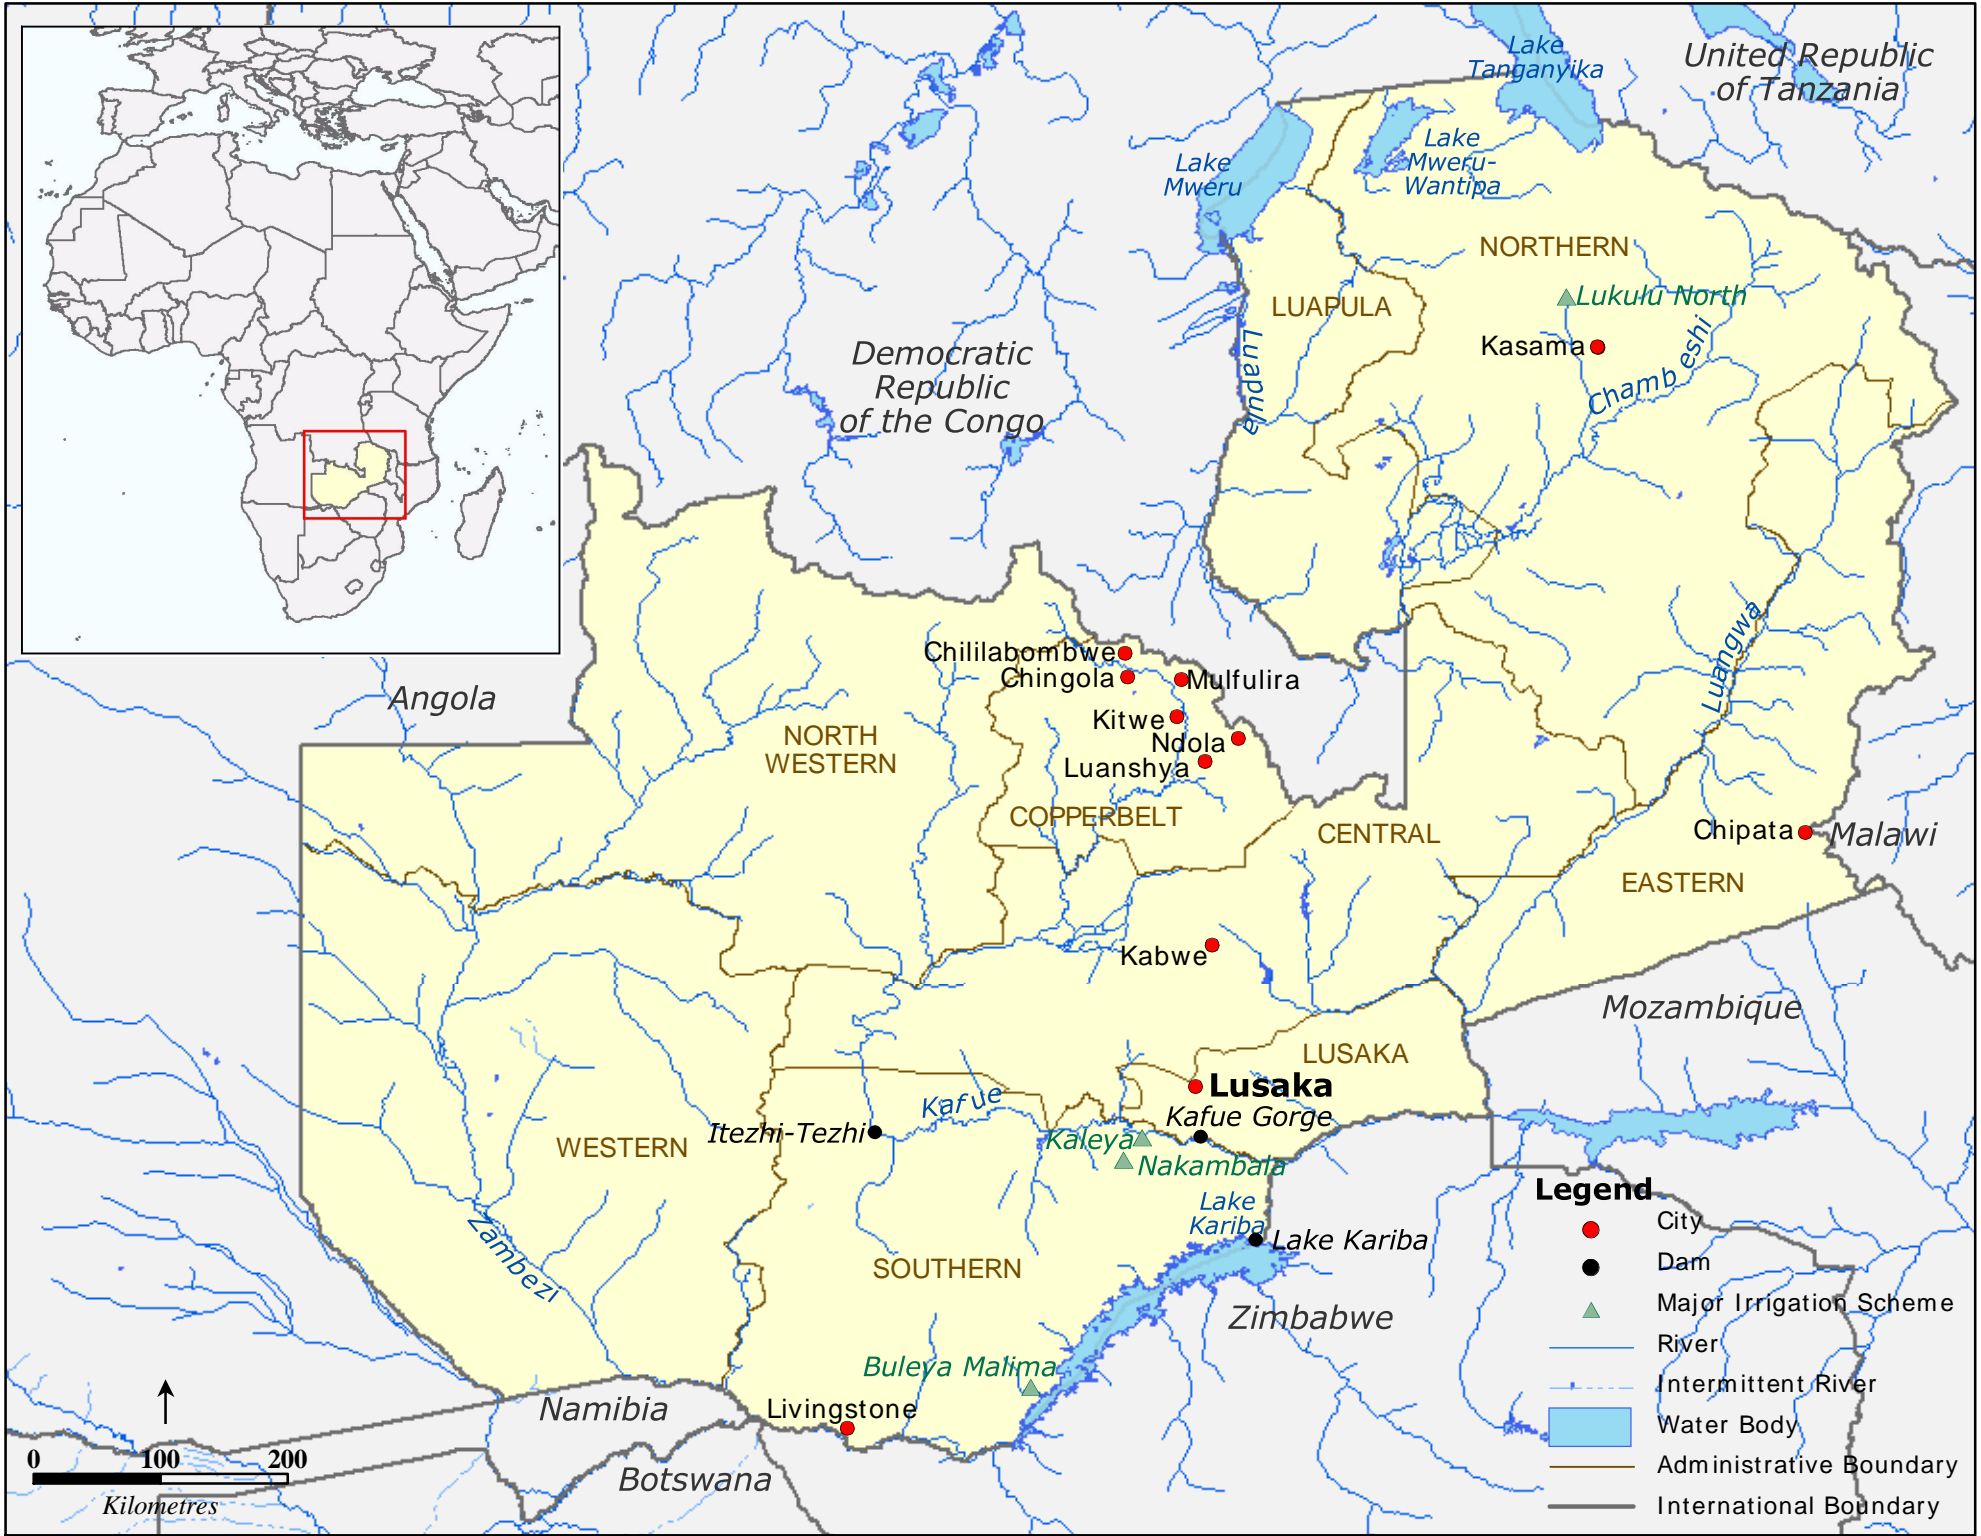 Lake
Tanganyika
United Republic
of Tanzania
Lake
Mweru
Lake
Mweru-
Wantipa
NORTHERN
LUAPULA
Lukulu North
Kasama
Chambeshi
Luapula
Democratic
Republic
of the Congo
Luangwa
Chililabombwe
Chingola
Mulfulira
Kitwe
Ndola
Luanshya
Angola
NORTH
WESTERN
COPPERBELT
CENTRAL
Chipata
Malawi
EASTERN
Kabwe
Mozambique
LUSAKA
Lusaka
Kafue
Kafue Gorge
Itezhi-Tezhi
Kaleya
Nakambala
WESTERN
Zambezi
Lake
Kariba
Lake Kariba
SOUTHERN
Zimbabwe
Buleya Malima
Livingstone
Namibia
Botswana
0 100 200
Kilometres
Legend
City
Dam
Major Irrigation Scheme
River
Intermittent River
Water Body
Administrative Boundary
International Boundary